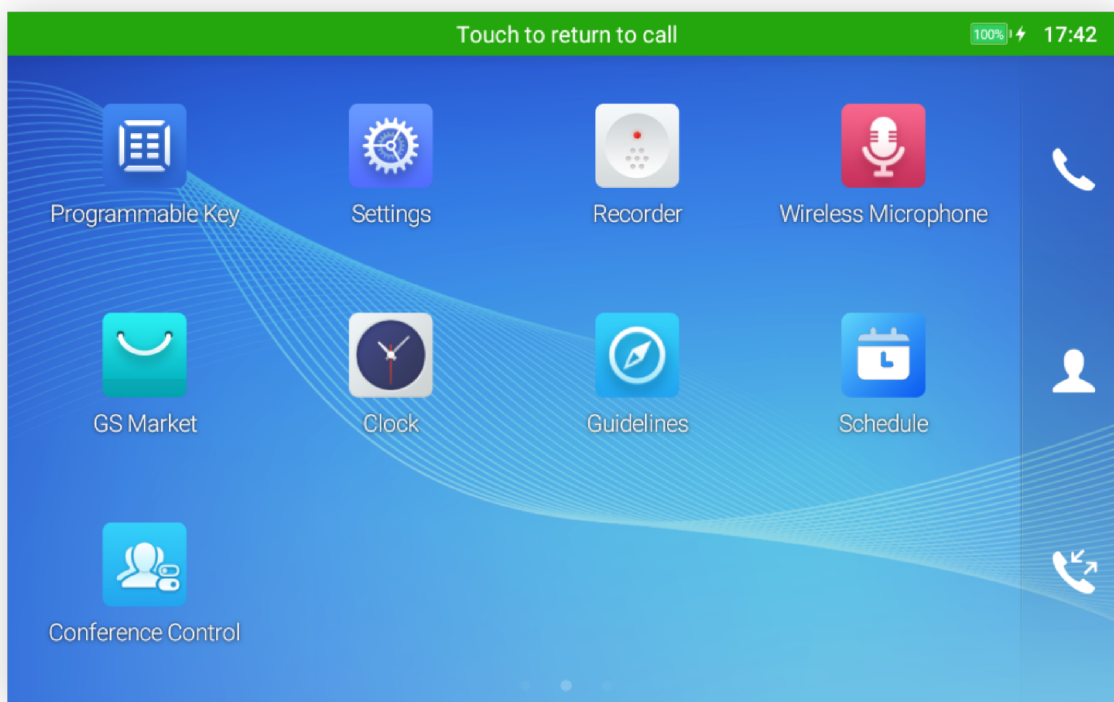 Touch to return to call 100% 17:42
Programmable Key Settings Recorder Wireless Microphone
GS Market Clock Guidelines Schedule
Conference Control